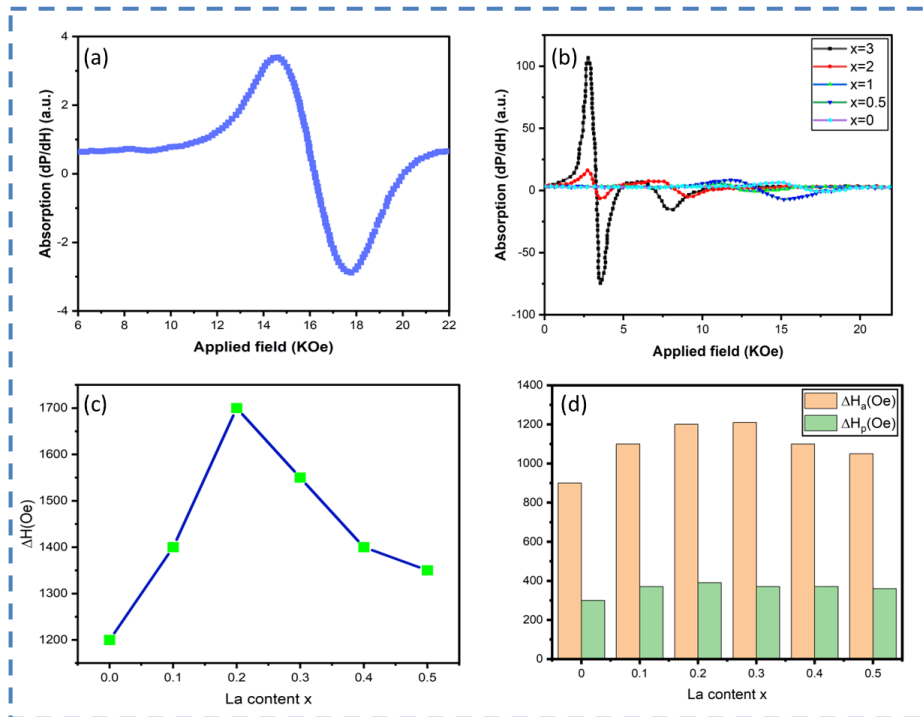 (a)
4
2
0
-2
-4
Absorption (dP/dH) (a.u.)
6 8 10 12 14 16 18 20 22
Applied field (KOe)
(b)
x=3
x=2
x=1
x=0.5
x=0
100
50
0
-50
-100
Absorption (dP/dH) (a.u.)
0 5 10 15 20
Applied field (KOe)
(c)
1700
1600
1500
1400
1300
1200
ΔH(Oe)
0.0 0.1 0.2 0.3 0.4 0.5
La content x
(d)
ΔHₐ(Oe)
ΔHₚ(Oe)
1400
1200
1000
800
600
400
200
0
0 0.1 0.2 0.3 0.4 0.5
La content x